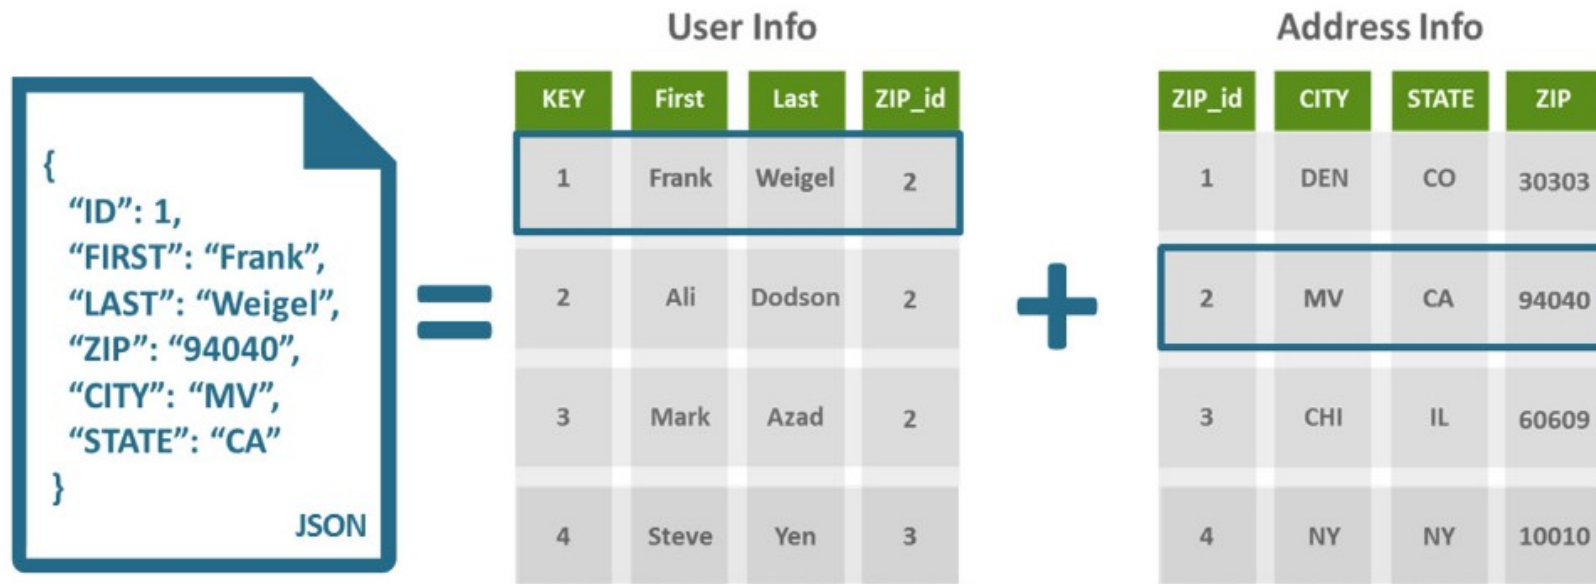 User Info
Address Info
{
“ID”: 1,
“FIRST”: “Frank”,
“LAST”: “Weigel”,
“ZIP”: “94040”,
“CITY”: “MV”,
“STATE”: “CA”
}
JSON
=
KEY First Last ZIP_id
1 Frank Weigel 2
2 Ali Dodson 2
3 Mark Azad 2
4 Steve Yen 3
+
ZIP_id CITY STATE ZIP
1 DEN CO 30303
2 MV CA 94040
3 CHI IL 60609
4 NY NY 10010